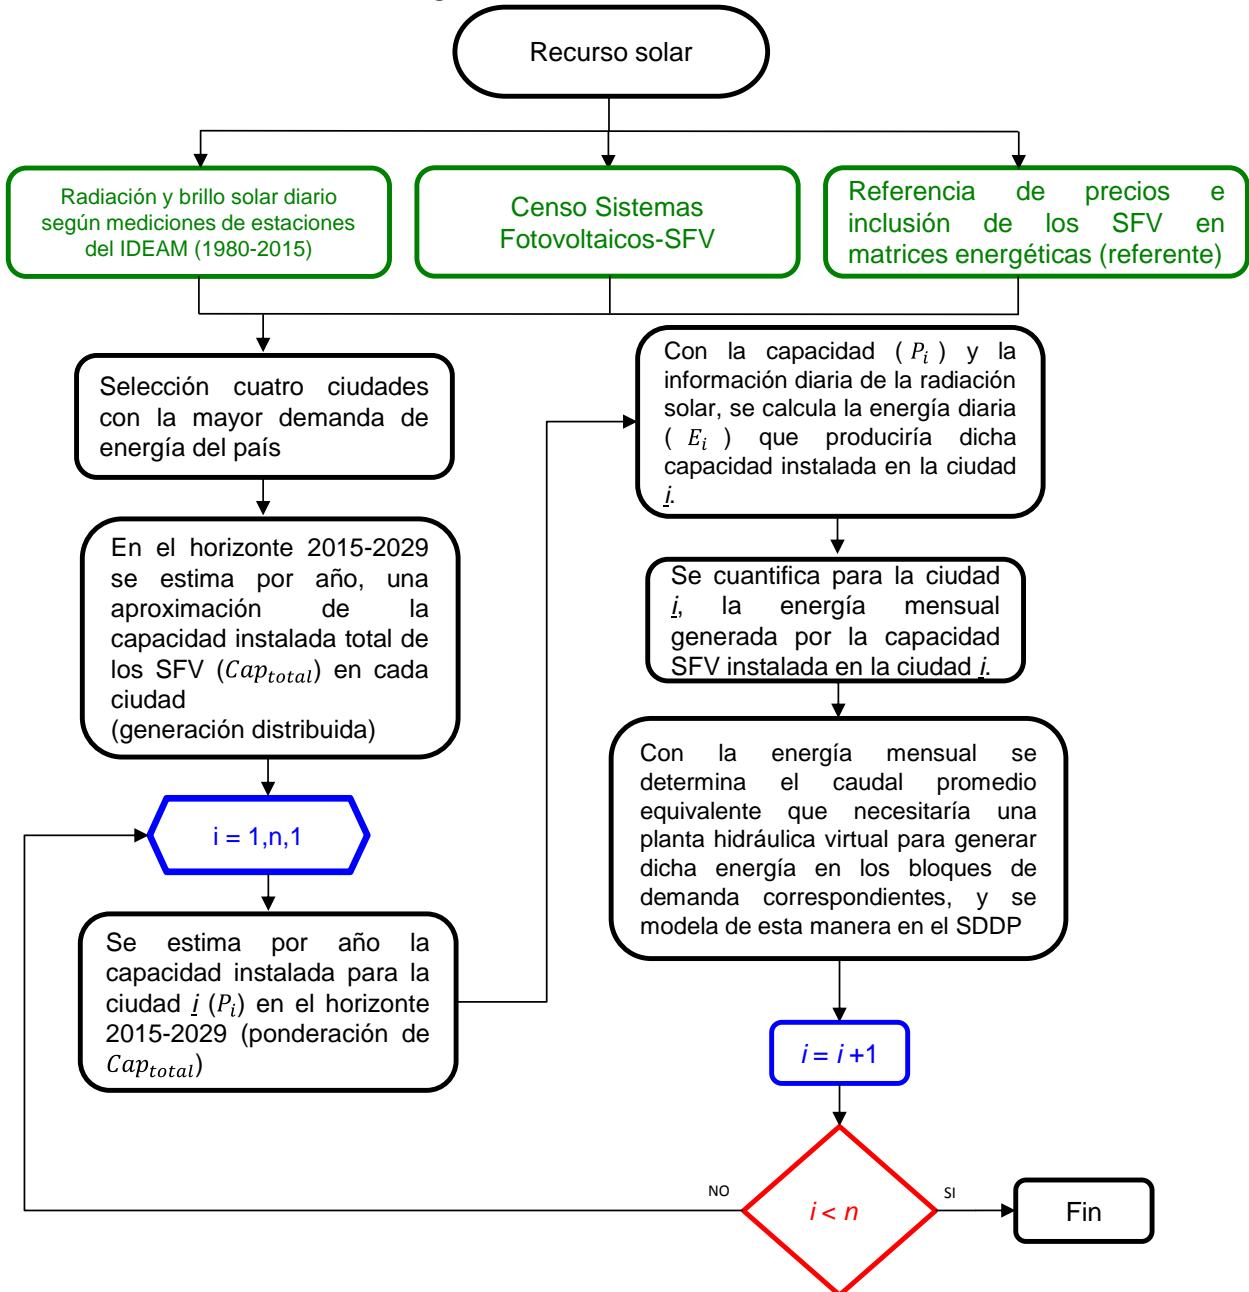 Recurso solar
Radiación y brillo solar diario
según mediciones de estaciones
del IDEAM (1980-2015)
Censo Sistemas
Fotovoltaicos-SFV
Referencia de precios e
inclusión de los SFV en
matrices energéticas (referente)
Selección cuatro ciudades
con la mayor demanda de
energía del país
En el horizonte 2015-2029
se estima por año, una
aproximación de la
capacidad instalada total de
los SFV (Cap_total) en cada
ciudad
(generación distribuida)
i = 1,n,1
Se estima por año la
capacidad instalada para la
ciudad i (P_i) en el horizonte
2015-2029 (ponderación de
Cap_total)
Con la capacidad ( P_i ) y la
información diaria de la radiación
solar, se calcula la energía diaria
( E_i ) que produciría dicha
capacidad instalada en la ciudad
i.
Se cuantifica para la ciudad
i, la energía mensual
generada por la capacidad
SFV instalada en la ciudad i.
Con la energía mensual se
determina el caudal promedio
equivalente que necesitaría una
planta hidráulica virtual para generar
dicha energía en los bloques de
demanda correspondientes, y se
modela de esta manera en el SDDP
i = i +1
i < n
NO
SI
Fin